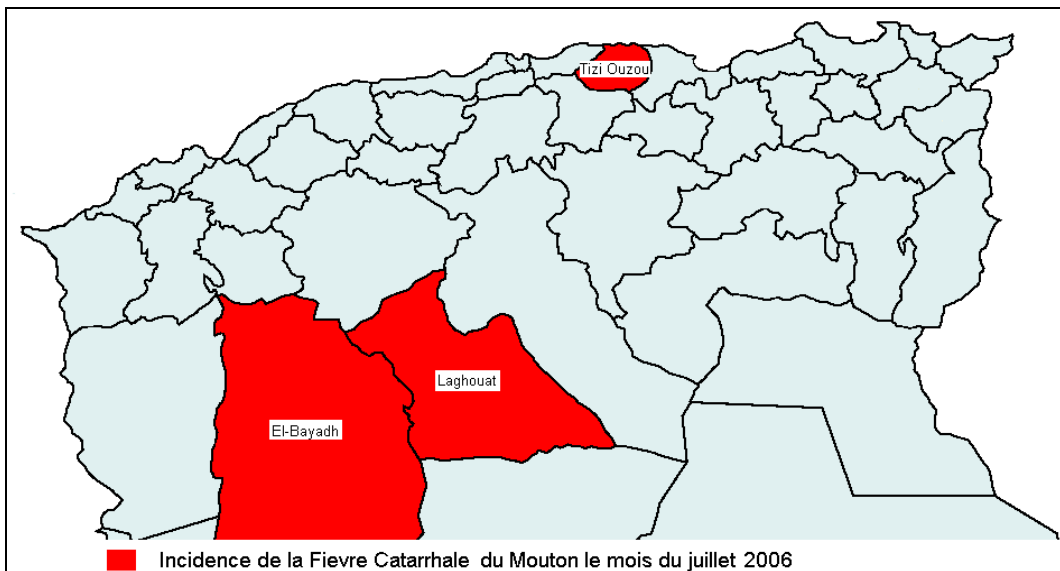 Tizi Ouzou
Laghouat
El-Bayadh
Incidence de la Fievre Catarrhale du Mouton le mois du juillet 2006